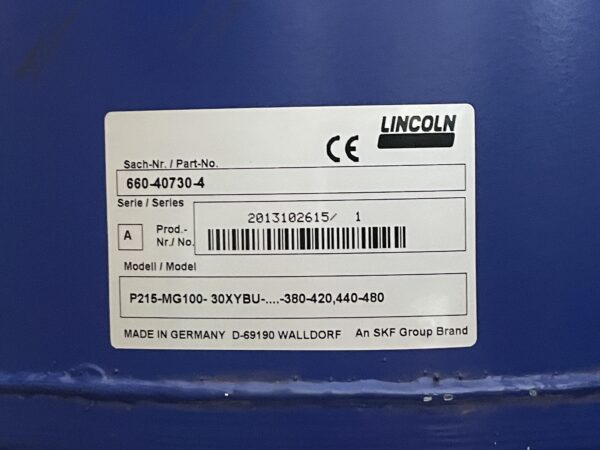 LINCOLN
CE
Sach-Nr. / Part-No.
660-40730-4
Serie / Series
2013102615/ 1
A
Prod.-
Nr./ No.
Modell / Model
P215-MG100- 30XYBU-....-380-420,440-480
MADE IN GERMANY D-69190 WALLDORF An SKF Group Brand